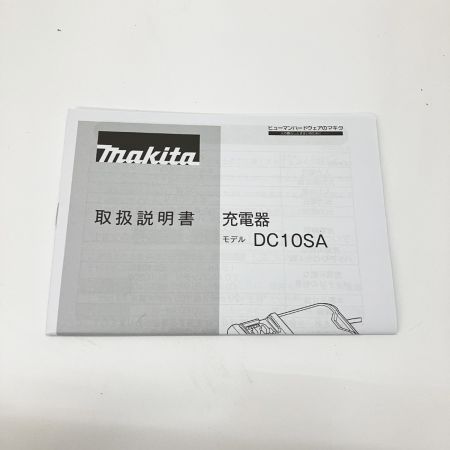 ヒューマンハードウェアのマキタ
makita
取扱説明書
充電器
モデル DC10SA